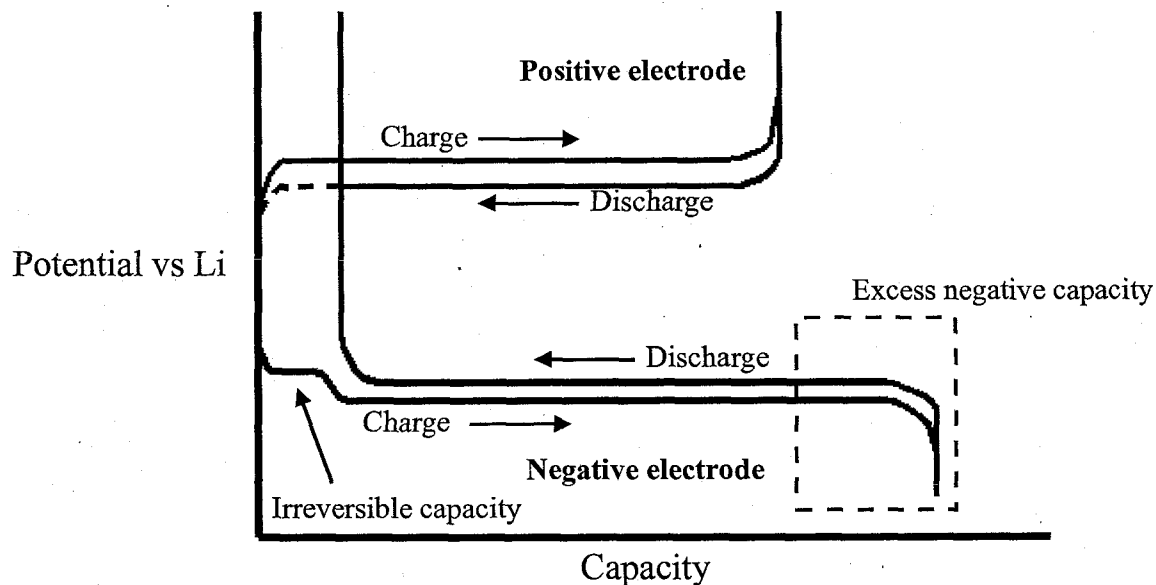 Positive electrode
Charge
Discharge
Potential vs Li
Excess negative capacity
Discharge
Charge
Negative electrode
Irreversible capacity
Capacity